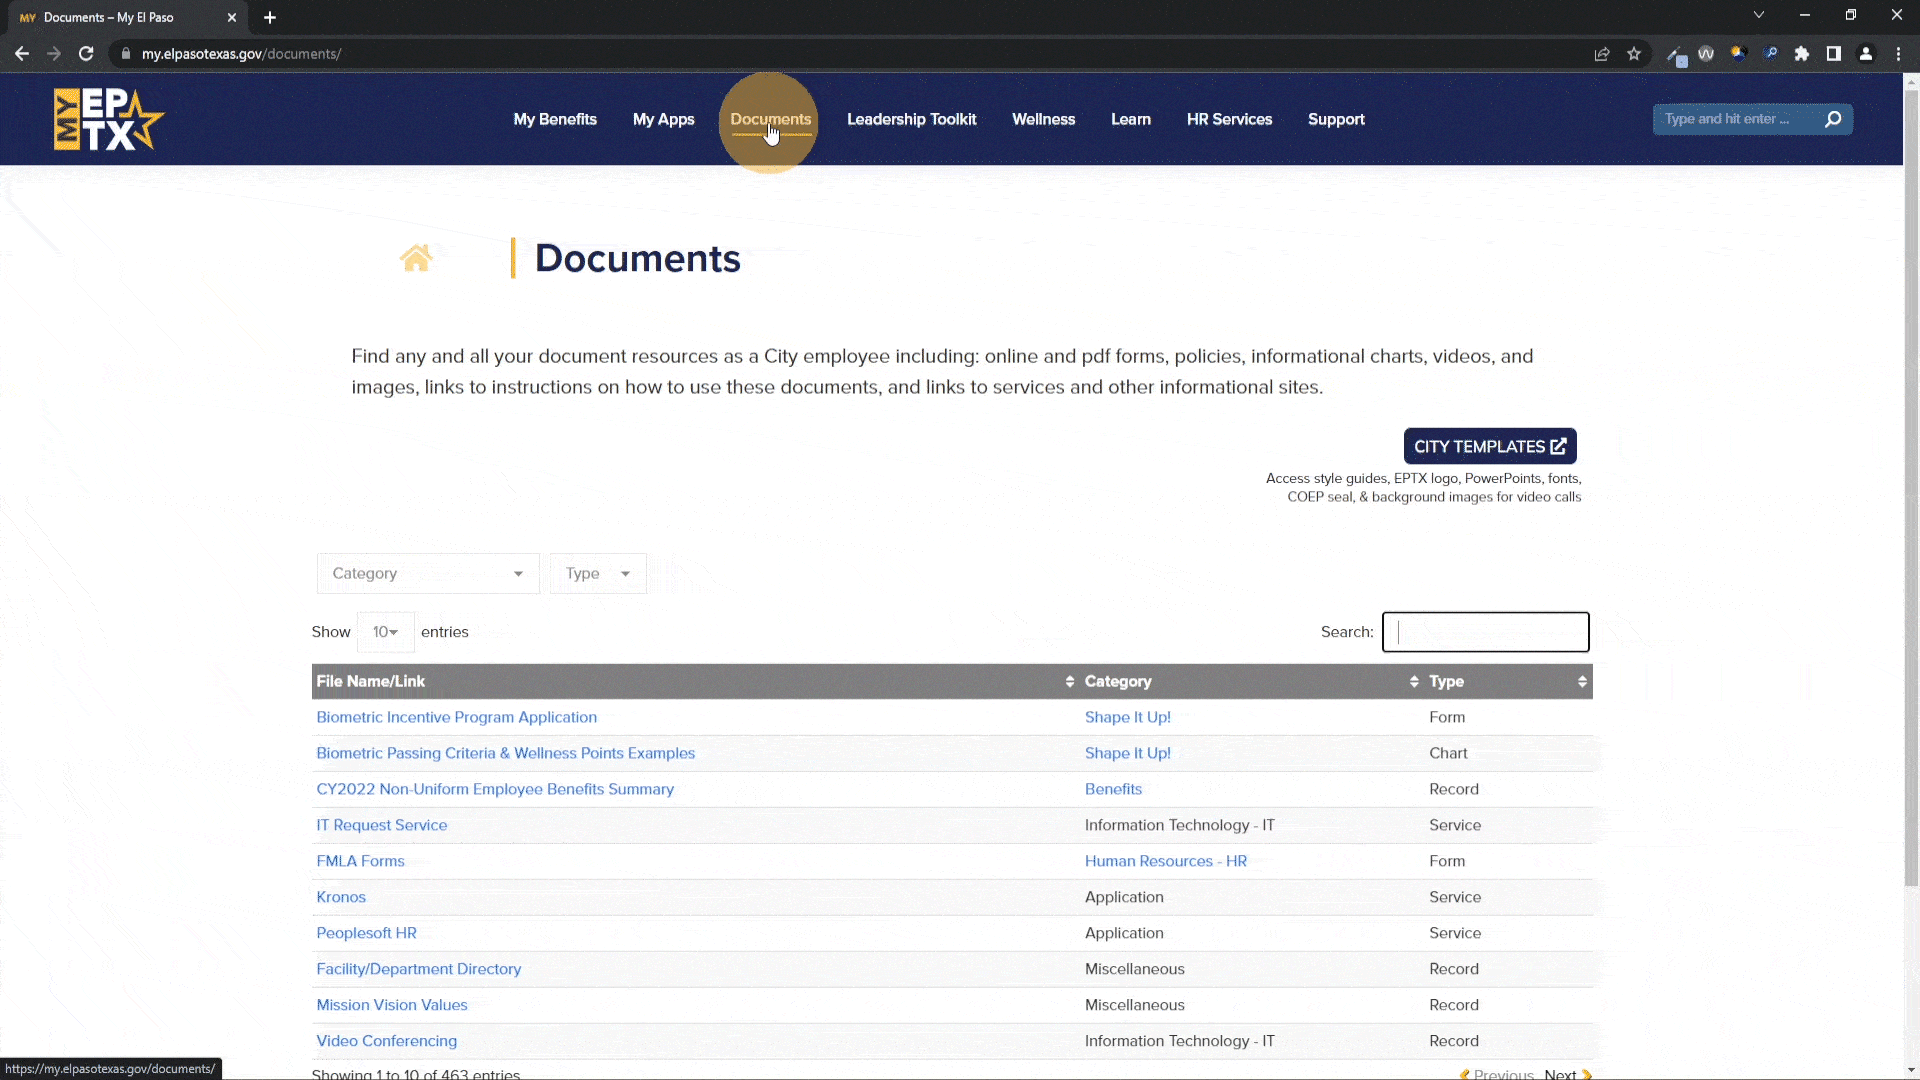 MY Documents – My El Paso
my.elpasotexas.gov/documents/
MY EP TX
My Benefits My Apps Documents Leadership Toolkit Wellness Learn HR Services Support
Type and hit enter ...
Documents
Find any and all your document resources as a City employee including: online and pdf forms, policies, informational charts, videos, and
images, links to instructions on how to use these documents, and links to services and other informational sites.
CITY TEMPLATES
Access style guides, EPTX logo, PowerPoints, fonts,
COEP seal, & background images for video calls
Category Type
Show 10 entries Search:
File Name/Link Category Type
Biometric Incentive Program Application Shape It Up! Form
Biometric Passing Criteria & Wellness Points Examples Shape It Up! Chart
CY2022 Non-Uniform Employee Benefits Summary Benefits Record
IT Request Service Information Technology - IT Service
FMLA Forms Human Resources - HR Form
Kronos Application Service
Peoplesoft HR Application Service
Facility/Department Directory Miscellaneous Record
Mission Vision Values Miscellaneous Record
Video Conferencing Information Technology - IT Record
Showing 1 to 10 of 463 entries Previous Next
https://my.elpasotexas.gov/documents/